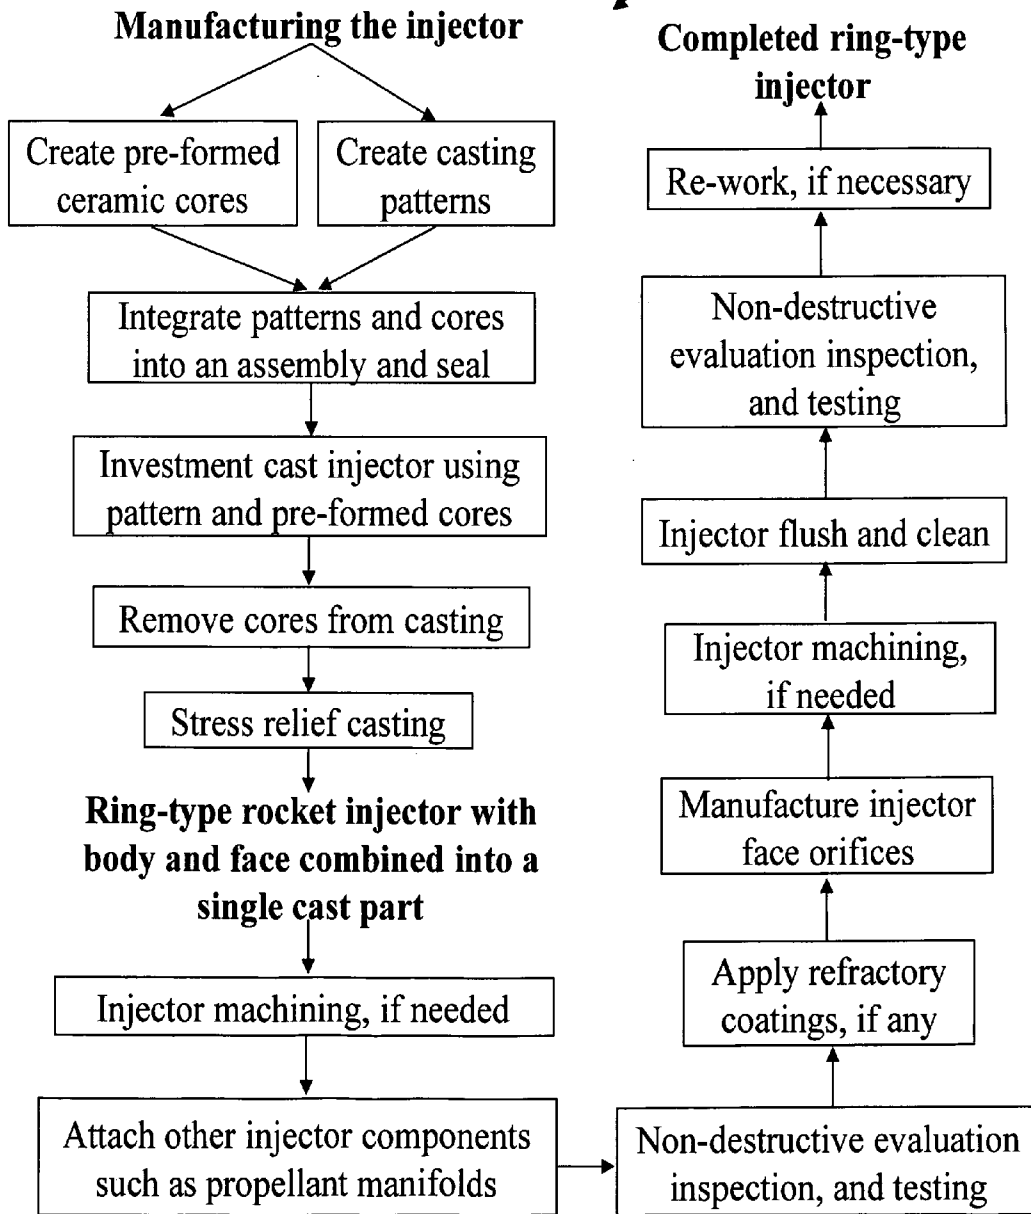 Manufacturing the injector
Create pre-formed
ceramic cores
Create casting
patterns
Integrate patterns and cores
into an assembly and seal
Investment cast injector using
pattern and pre-formed cores
Remove cores from casting
Stress relief casting
Ring-type rocket injector with
body and face combined into a
single cast part
Injector machining, if needed
Attach other injector components
such as propellant manifolds
Non-destructive evaluation
inspection, and testing
Apply refractory
coatings, if any
Manufacture injector
face orifices
Injector machining,
if needed
Injector flush and clean
Non-destructive
evaluation inspection,
and testing
Re-work, if necessary
Completed ring-type
injector